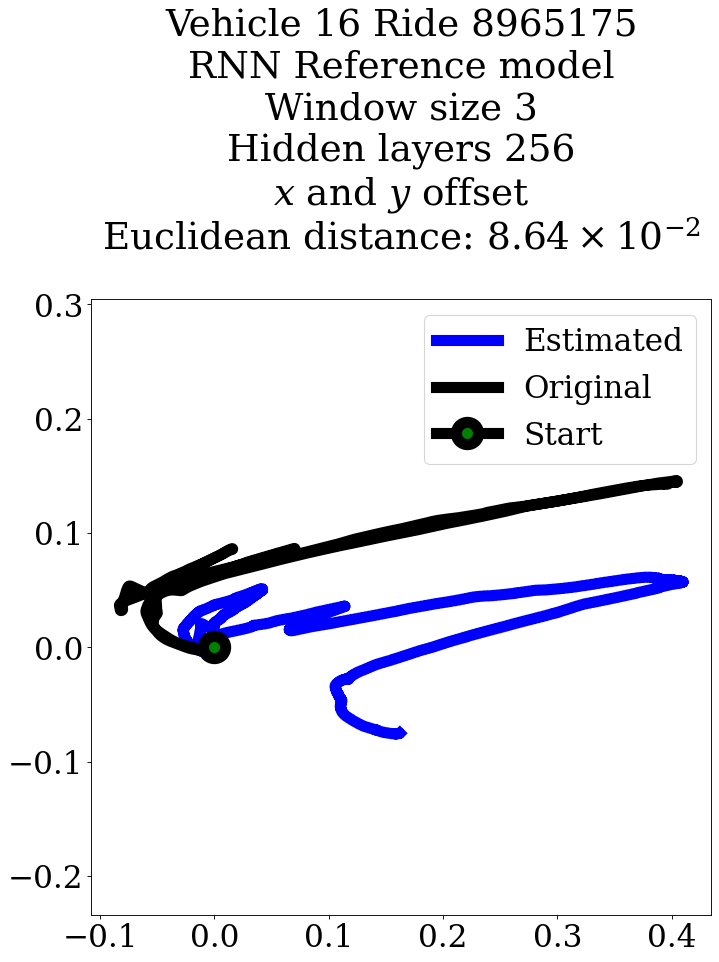 Vehicle 16 Ride 8965175
RNN Reference model
Window size 3
Hidden layers 256
x and y offset
Euclidean distance: 8.64 × 10⁻²
Estimated
Original
Start
0.3
0.2
0.1
0.0
−0.1
−0.2
−0.1 0.0 0.1 0.2 0.3 0.4